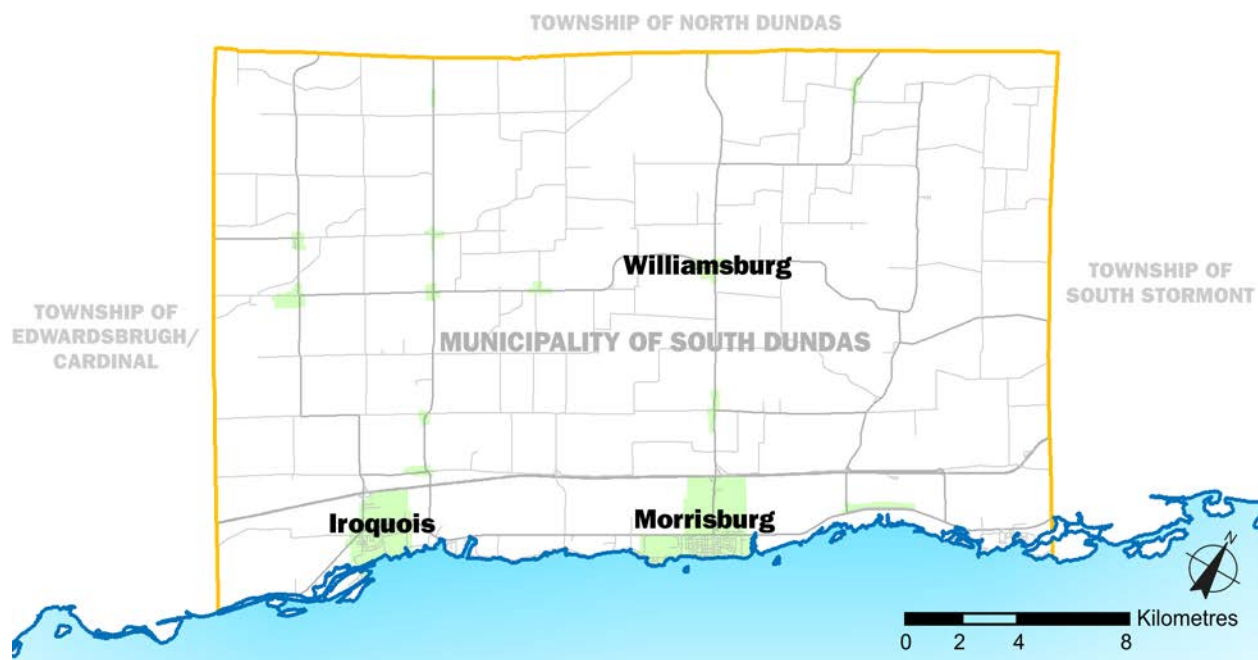 TOWNSHIP OF NORTH DUNDAS
Williamsburg
TOWNSHIP OF
SOUTH STORMONT
TOWNSHIP OF
EDWARDSBRUGH/
CARDINAL
MUNICIPALITY OF SOUTH DUNDAS
Iroquois
Morrisburg
N
Kilometres
0 2 4 8